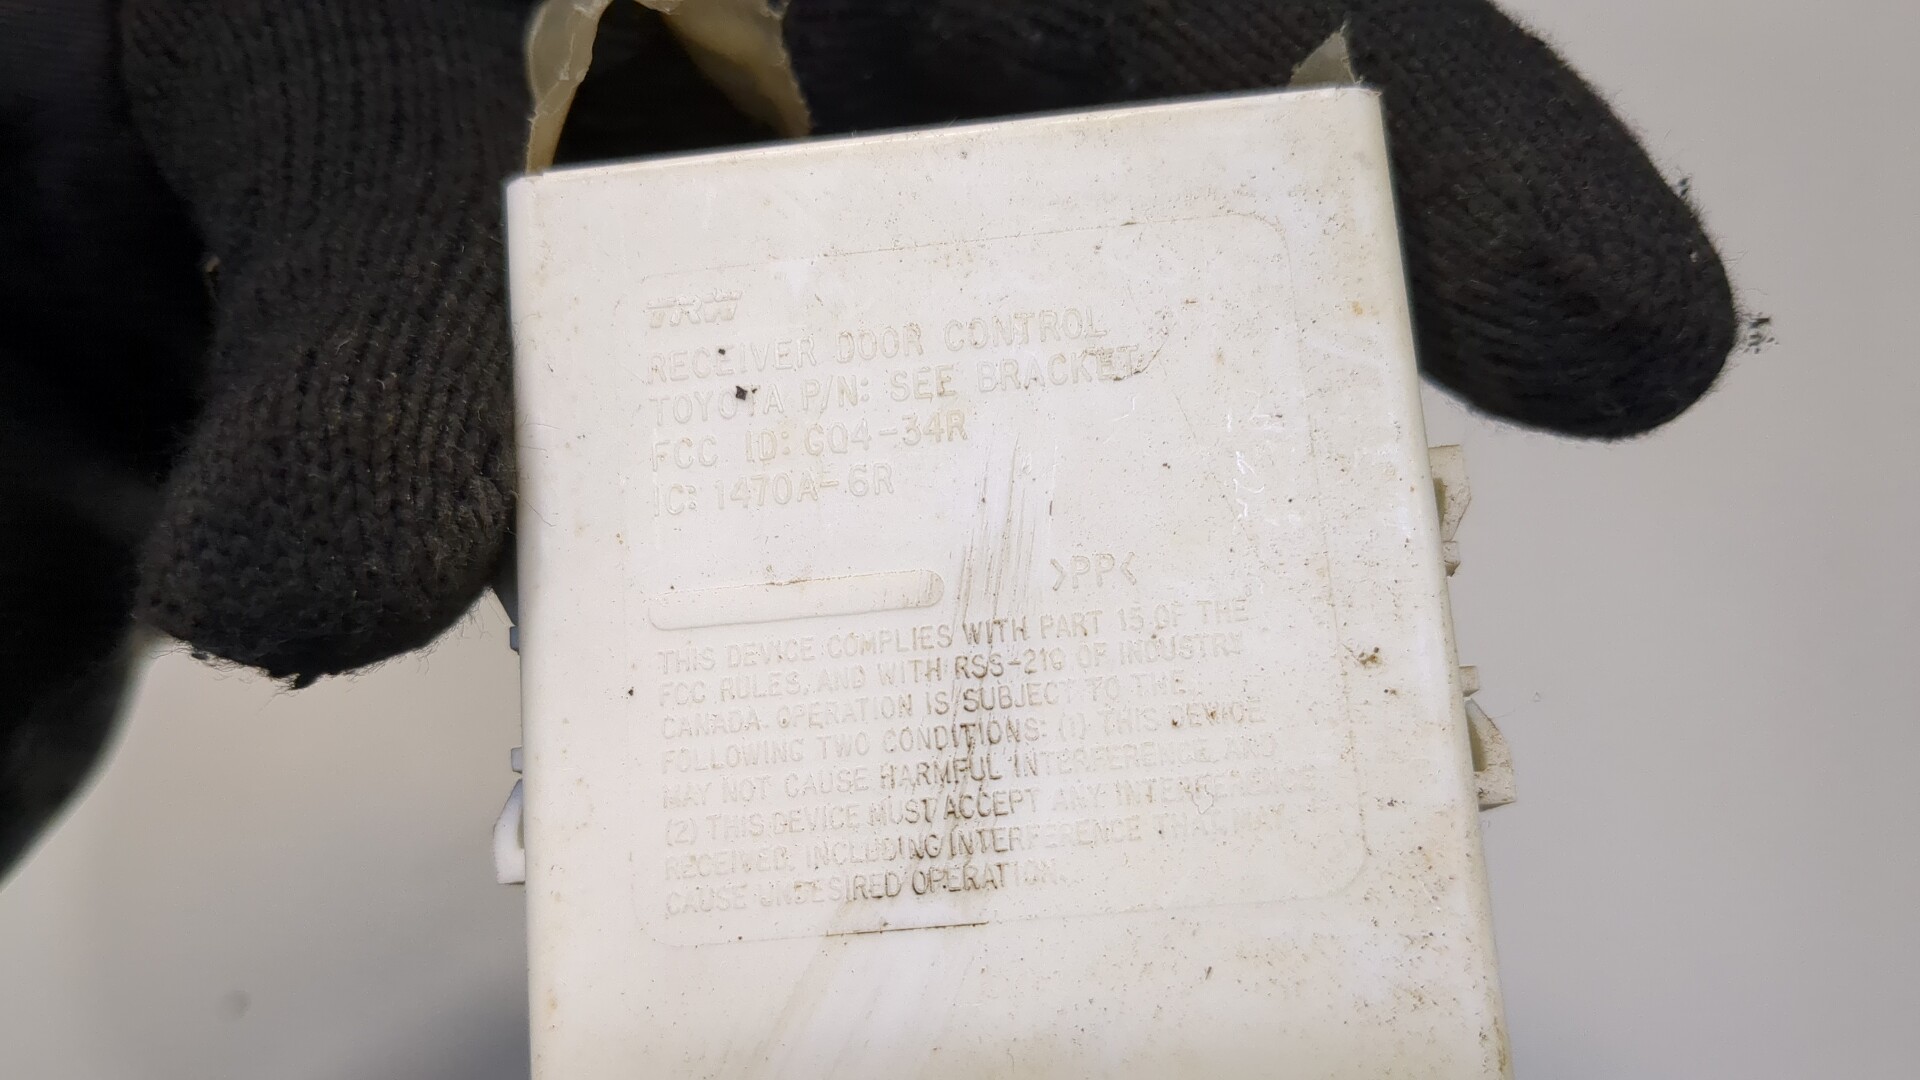 TRW
RECEIVER DOOR CONTROL
TOYOTA P/N: SEE BRACKET
FCC ID: GQ4-34R
IC: 1470A-6R
>PP<
THIS DEVICE COMPLIES WITH PART 15 OF THE
FCC RULES, AND WITH RSS-210 OF INDUSTRY
CANADA. OPERATION IS SUBJECT TO THE
FOLLOWING TWO CONDITIONS: (1) THIS DEVICE
MAY NOT CAUSE HARMFUL INTERFERENCE, AND
(2) THIS DEVICE MUST ACCEPT ANY INTERFERENCE
RECEIVED, INCLUDING INTERFERENCE THAT MAY
CAUSE UNDESIRED OPERATION.